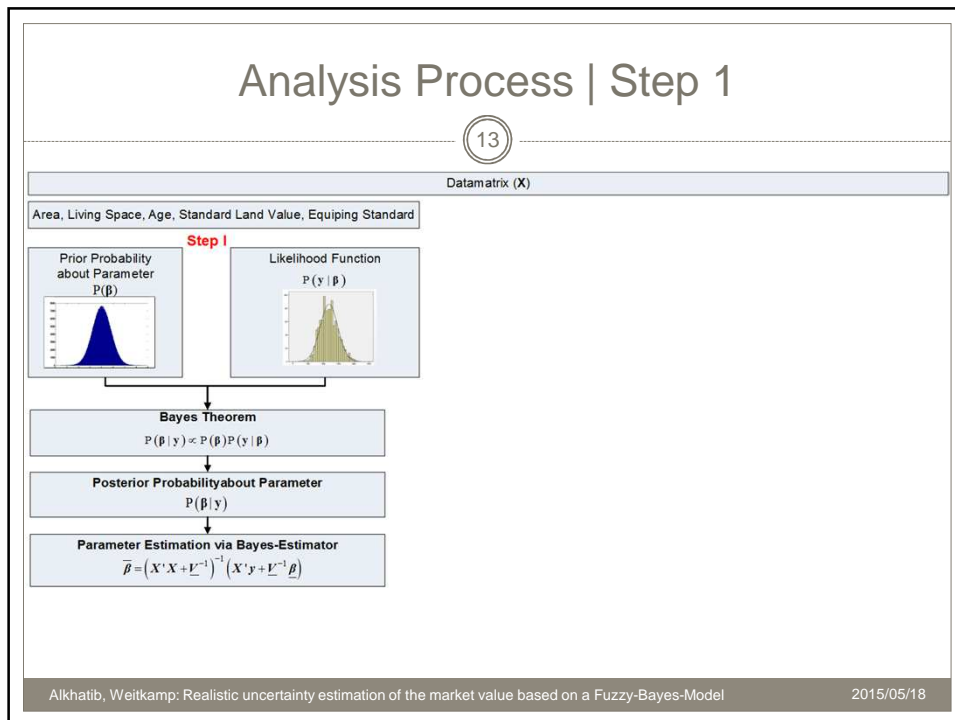 Analysis Process | Step 1
13
Datamatrix (X)
Area, Living Space, Age, Standard Land Value, Equiping Standard
Step I
Prior Probability
about Parameter
P(β)
Likelihood Function
P(y | β)
Bayes Theorem
P(β | y) ∝ P(β)P(y | β)
Posterior Probabilityabout Parameter
P(β | y)
Parameter Estimation via Bayes-Estimator
β̅ = (X'X + V̲⁻¹)⁻¹ (X'y + V̲⁻¹ β̲)
Alkhatib, Weitkamp: Realistic uncertainty estimation of the market value based on a Fuzzy-Bayes-Model
2015/05/18